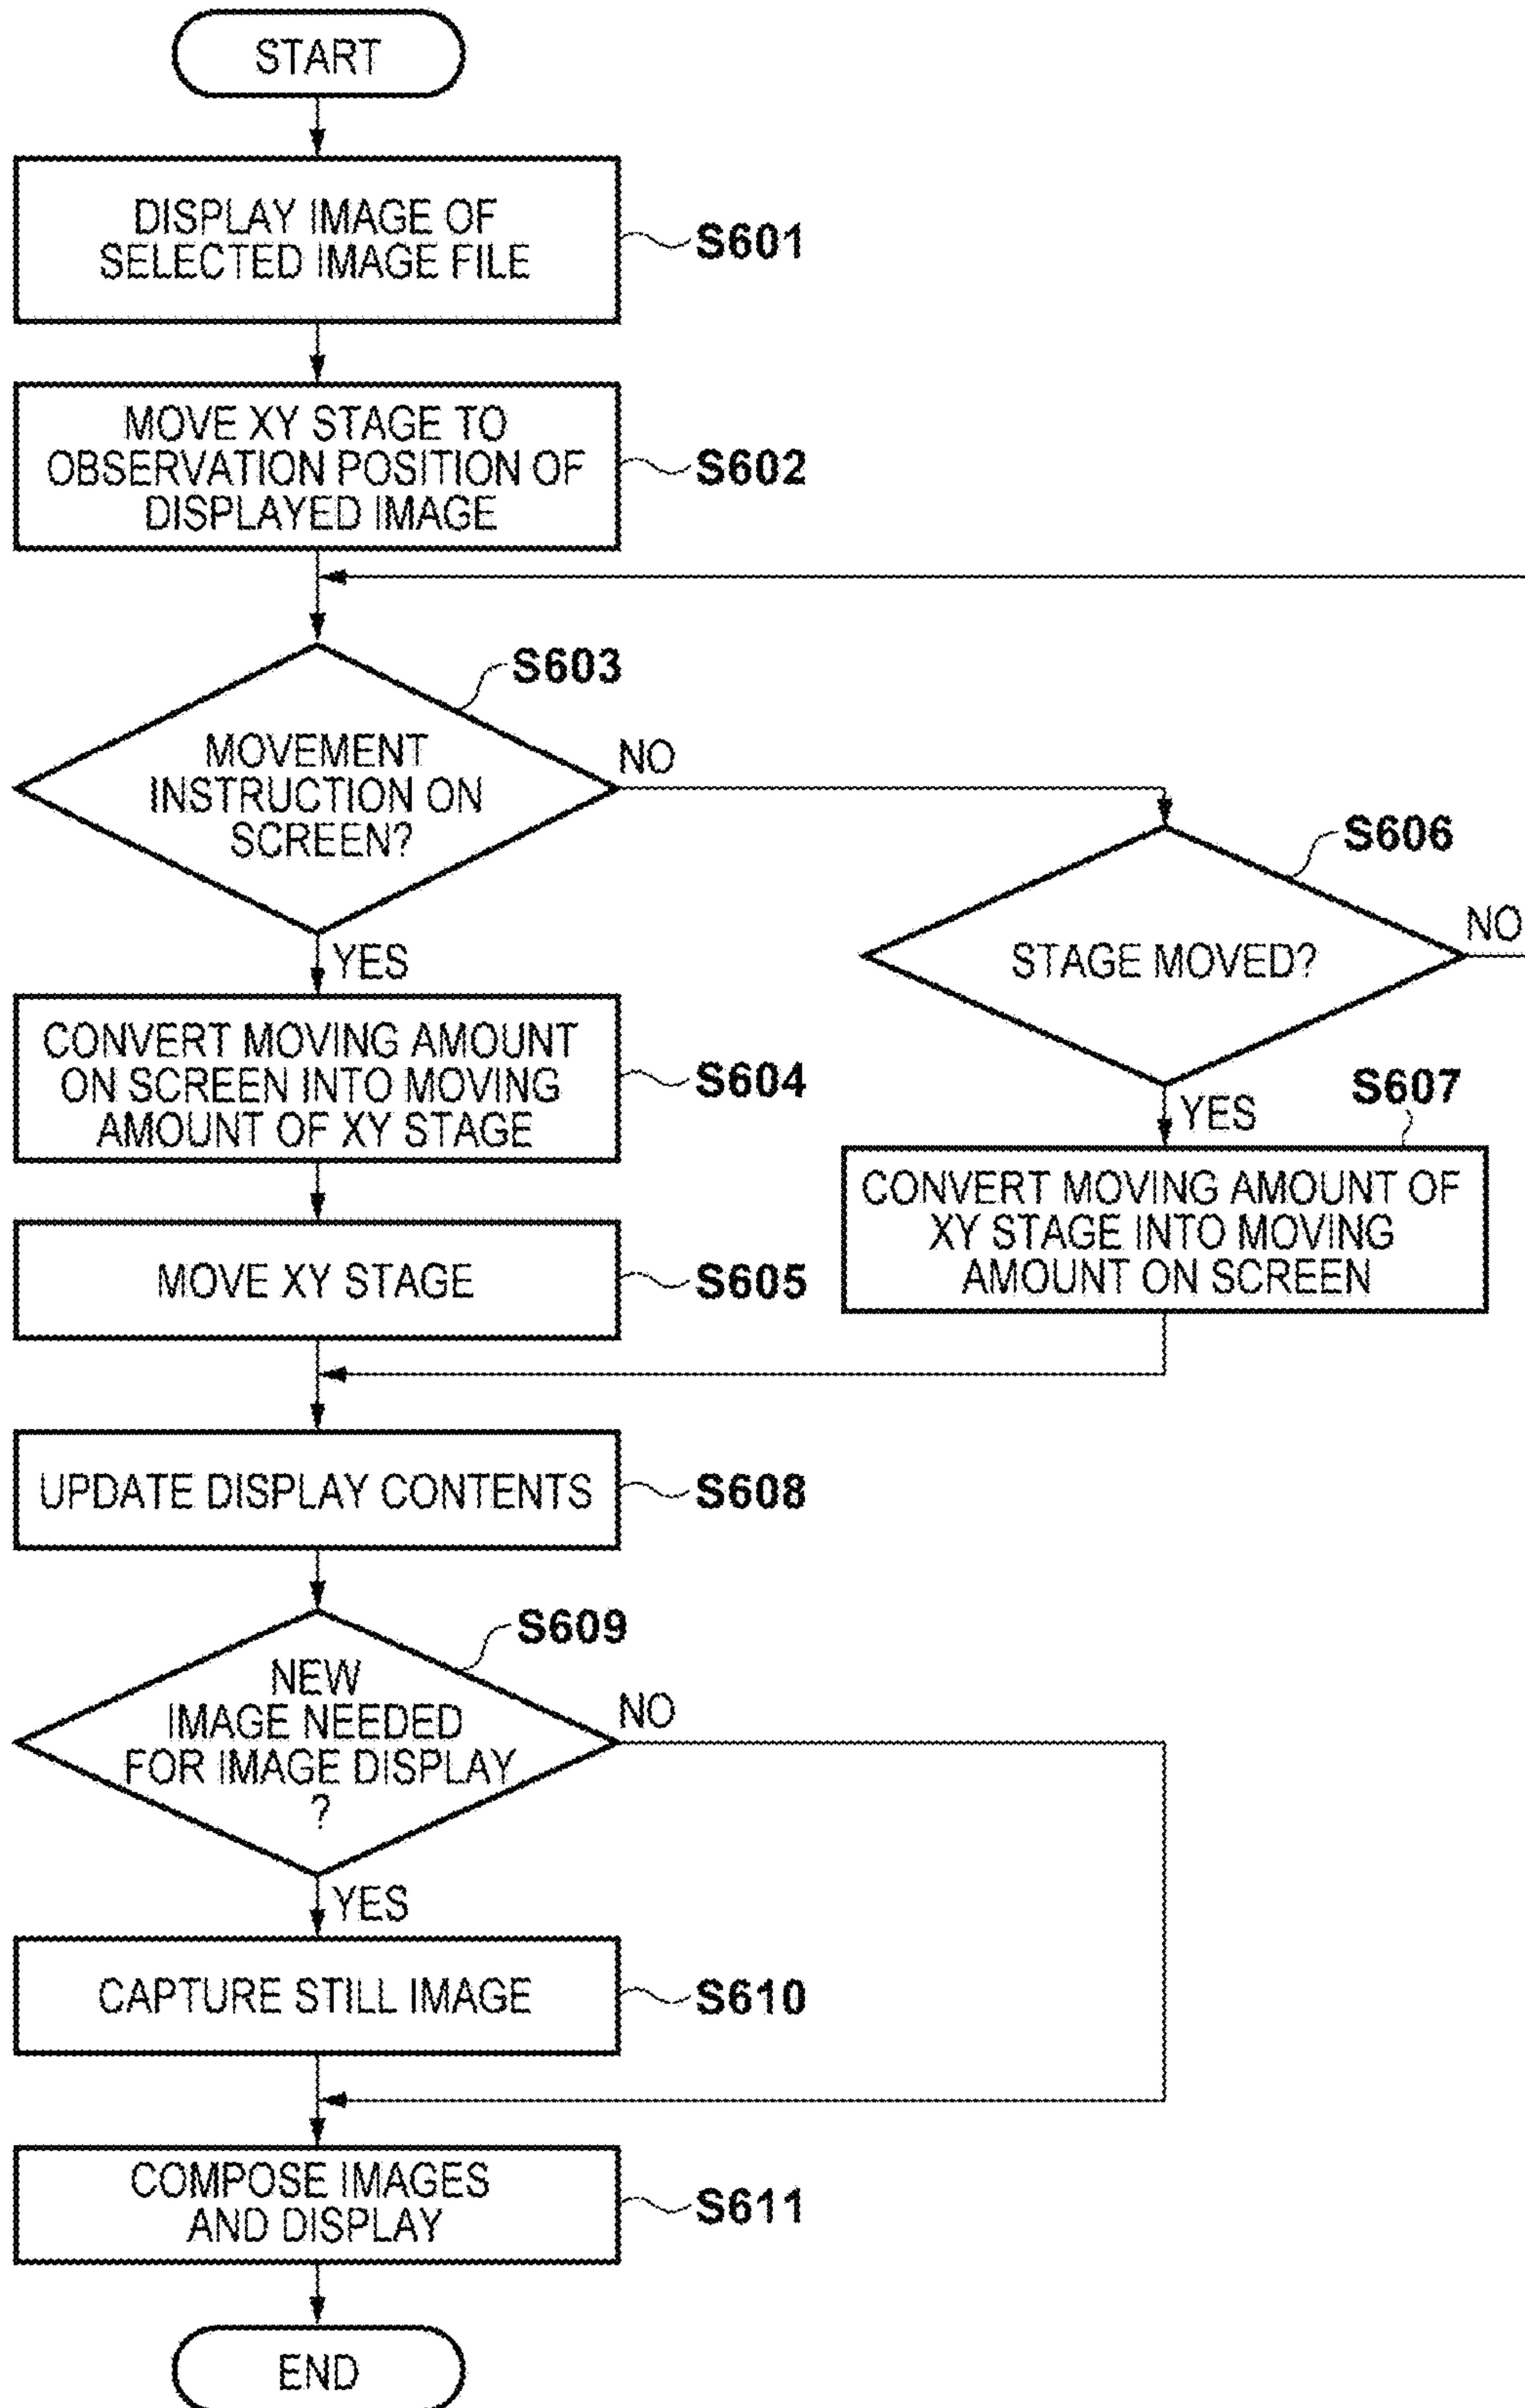 START
DISPLAY IMAGE OF
SELECTED IMAGE FILE
S601
MOVE XY STAGE TO
OBSERVATION POSITION OF
DISPLAYED IMAGE
S602
S603
MOVEMENT
INSTRUCTION ON
SCREEN?
NO
YES
S606
STAGE MOVED?
NO
YES
CONVERT MOVING AMOUNT
ON SCREEN INTO MOVING
AMOUNT OF XY STAGE
S604
S607
CONVERT MOVING AMOUNT OF
XY STAGE INTO MOVING
AMOUNT ON SCREEN
MOVE XY STAGE
S605
UPDATE DISPLAY CONTENTS
S608
S609
NEW
IMAGE NEEDED
FOR IMAGE DISPLAY
?
NO
YES
CAPTURE STILL IMAGE
S610
COMPOSE IMAGES
AND DISPLAY
S611
END